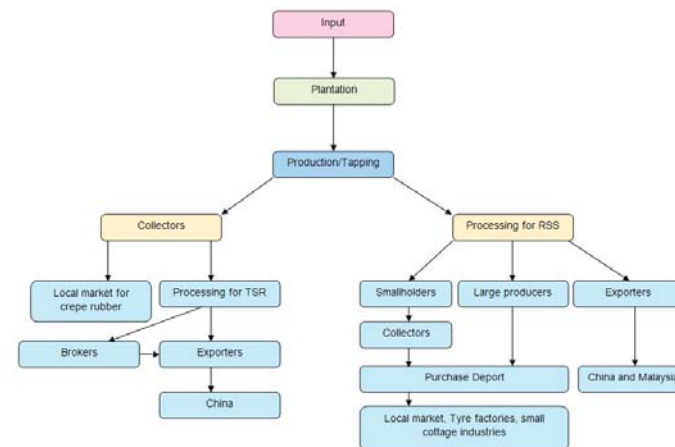 Input
Plantation
Production/Tapping
Collectors
Processing for RSS
Local market for
crepe rubber
Processing for TSR
Smallholders
Large producers
Exporters
Collectors
Brokers
Exporters
Purchase Deport
China and Malaysia
China
Local market, Tyre factories, small
cottage industries